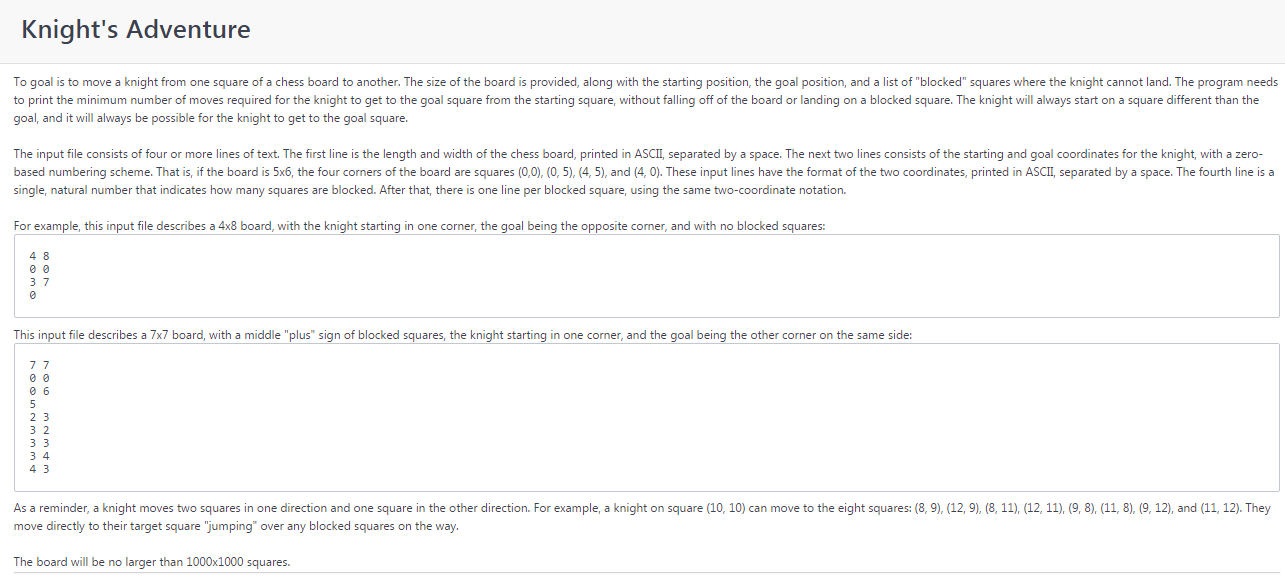 Knight's Adventure
To goal is to move a knight from one square of a chess board to another. The size of the board is provided, along with the starting position, the goal position, and a list of "blocked" squares where the knight cannot land. The program needs
to print the minimum number of moves required for the knight to get to the goal square from the starting square, without falling off of the board or landing on a blocked square. The knight will always start on a square different than the
goal, and it will always be possible for the knight to get to the goal square.
The input file consists of four or more lines of text. The first line is the length and width of the chess board, printed in ASCII, separated by a space. The next two lines consists of the starting and goal coordinates for the knight, with a zero-
based numbering scheme. That is, if the board is 5x6, the four corners of the board are squares (0,0), (0, 5), (4, 5), and (4, 0). These input lines have the format of the two coordinates, printed in ASCII, separated by a space. The fourth line is a
single, natural number that indicates how many squares are blocked. After that, there is one line per blocked square, using the same two-coordinate notation.
For example, this input file describes a 4x8 board, with the knight starting in one corner, the goal being the opposite corner, and with no blocked squares:
4 8
0 0
3 7
0
This input file describes a 7x7 board, with a middle "plus" sign of blocked squares, the knight starting in one corner, and the goal being the other corner on the same side:
7 7
0 0
0 6
5
2 3
3 2
3 3
3 4
4 3
As a reminder, a knight moves two squares in one direction and one square in the other direction. For example, a knight on square (10, 10) can move to the eight squares: (8, 9), (12, 9), (8, 11), (12, 11), (9, 8), (11, 8), (9, 12), and (11, 12). They
move directly to their target square "jumping" over any blocked squares on the way.
The board will be no larger than 1000x1000 squares.